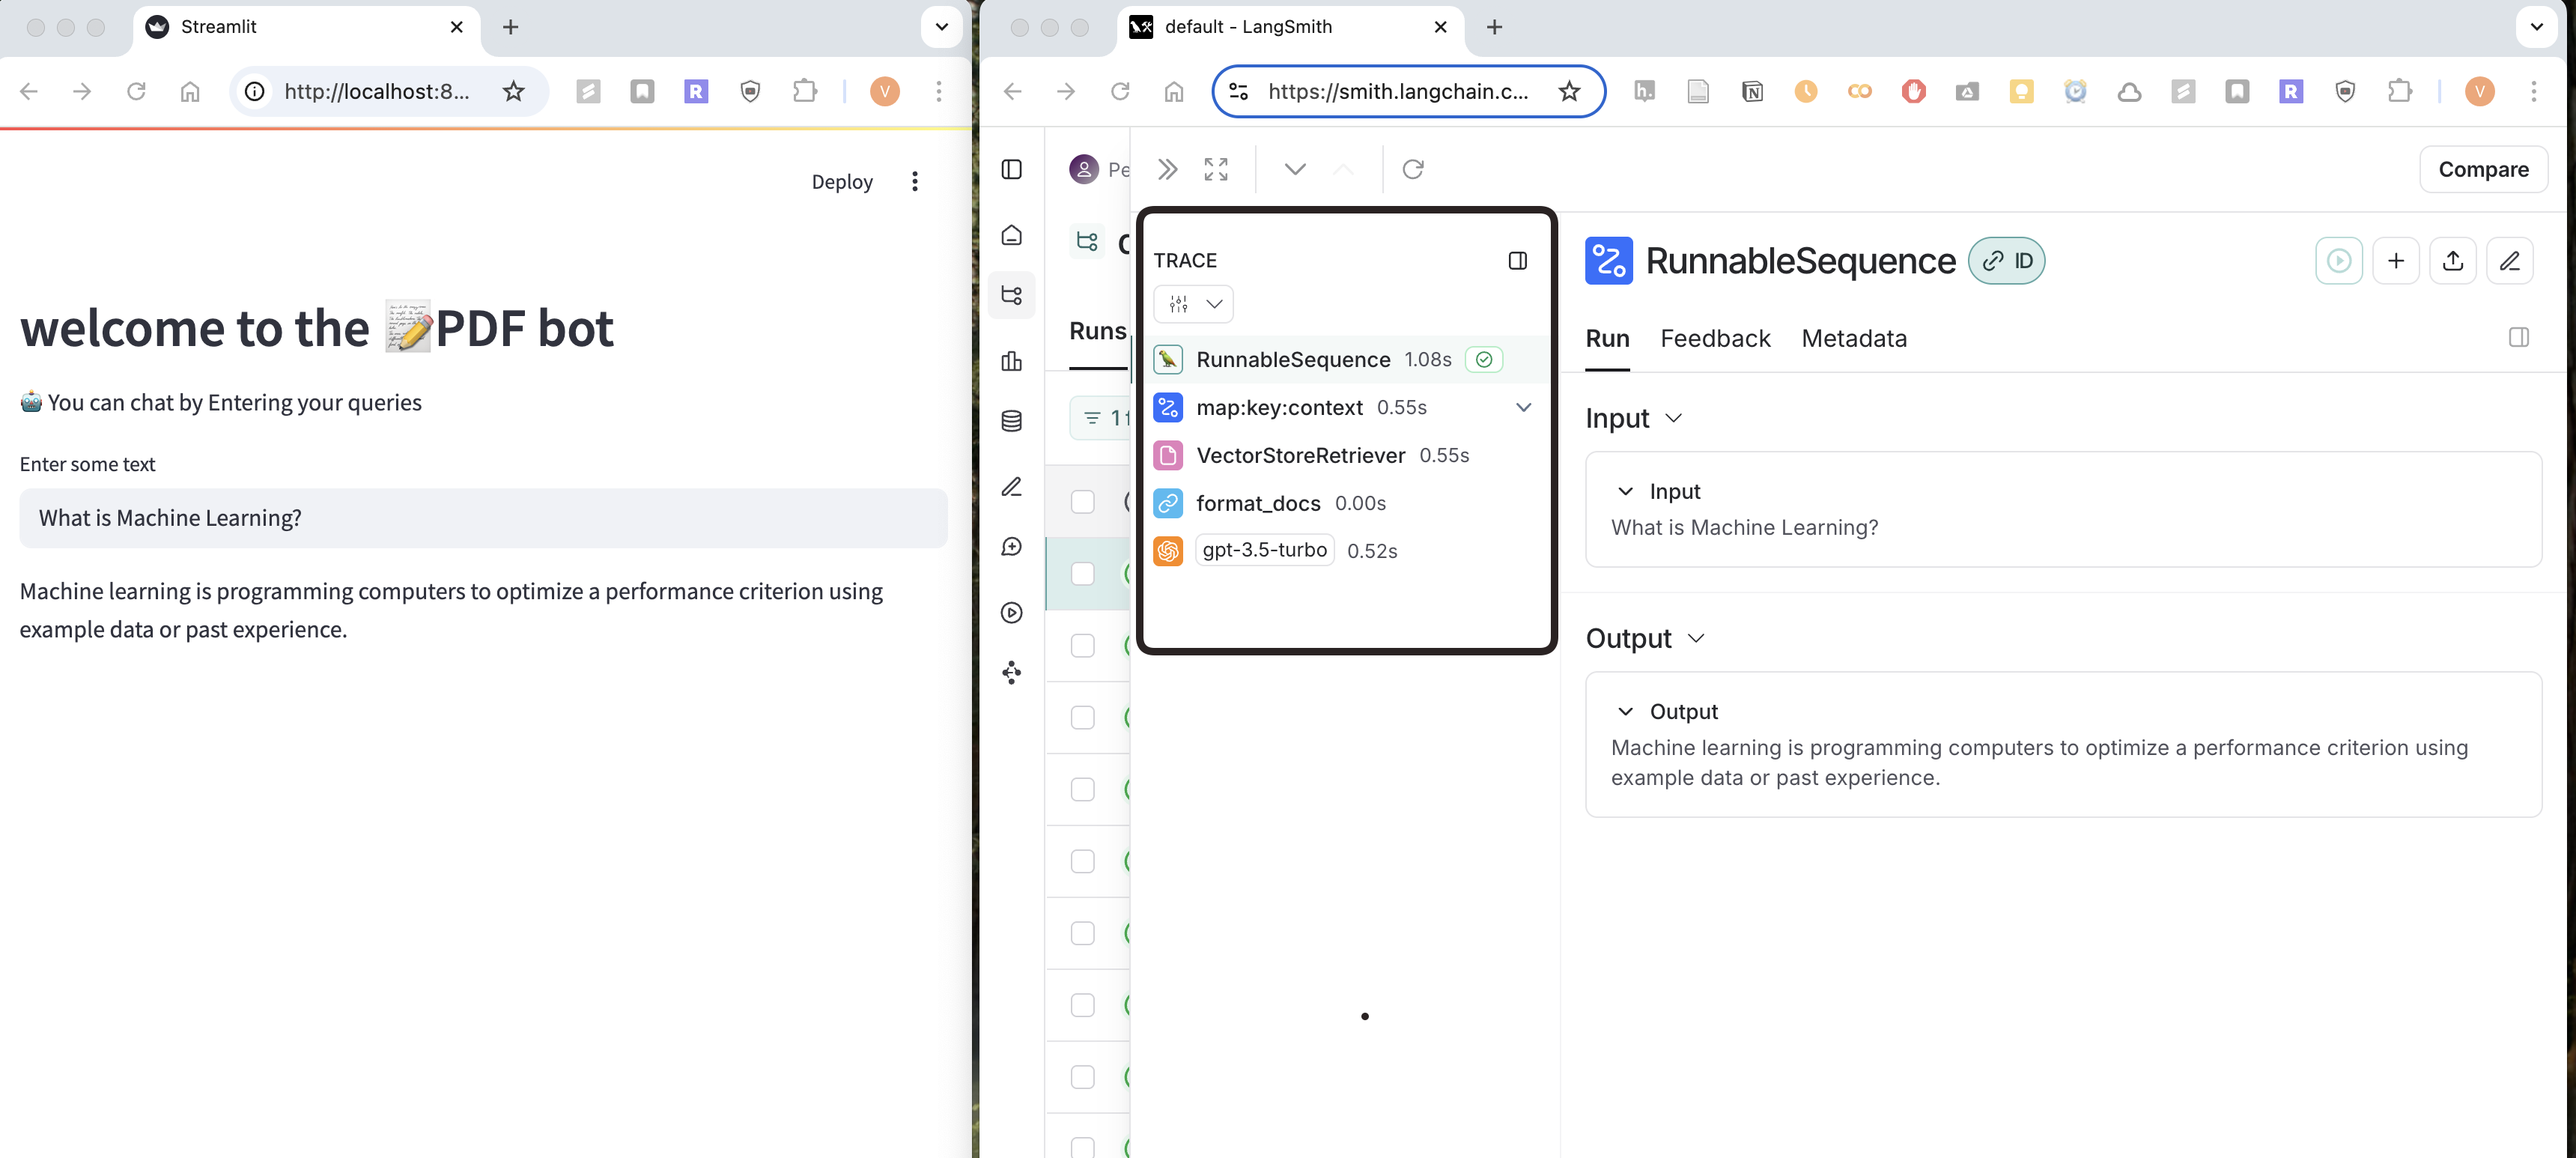 Streamlit
http://localhost:8...
V
Deploy
welcome to the PDF bot
You can chat by Entering your queries
Enter some text
What is Machine Learning?
Machine learning is programming computers to optimize a performance criterion using
example data or past experience.
default - LangSmith
https://smith.langchain.c...
h.
N
R
V
Pe
Compare
Runs
1
TRACE
RunnableSequence 1.08s
map:key:context 0.55s
VectorStoreRetriever 0.55s
format_docs 0.00s
gpt-3.5-turbo 0.52s
RunnableSequence ID
Run Feedback Metadata
Input
Input
What is Machine Learning?
Output
Output
Machine learning is programming computers to optimize a performance criterion using
example data or past experience.